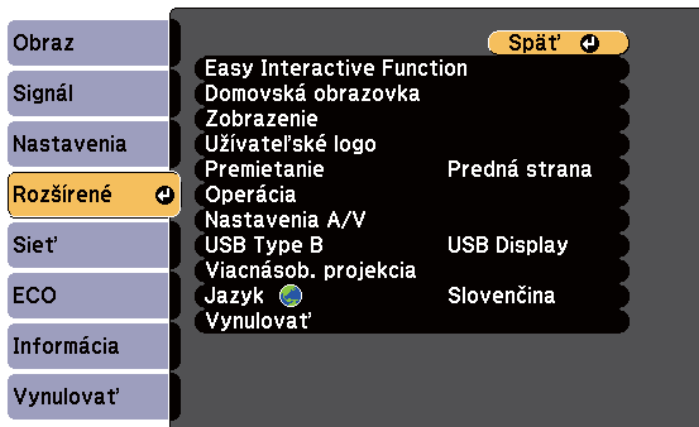 Obraz
Signál
Nastavenia
Rozšírené
Sieť
ECO
Informácia
Vynulovať
Späť
Easy Interactive Function
Domovská obrazovka
Zobrazenie
Užívateľské logo
Premietanie Predná strana
Operácia
Nastavenia A/V
USB Type B USB Display
Viacnásob. projekcia
Jazyk Slovenčina
Vynulovať